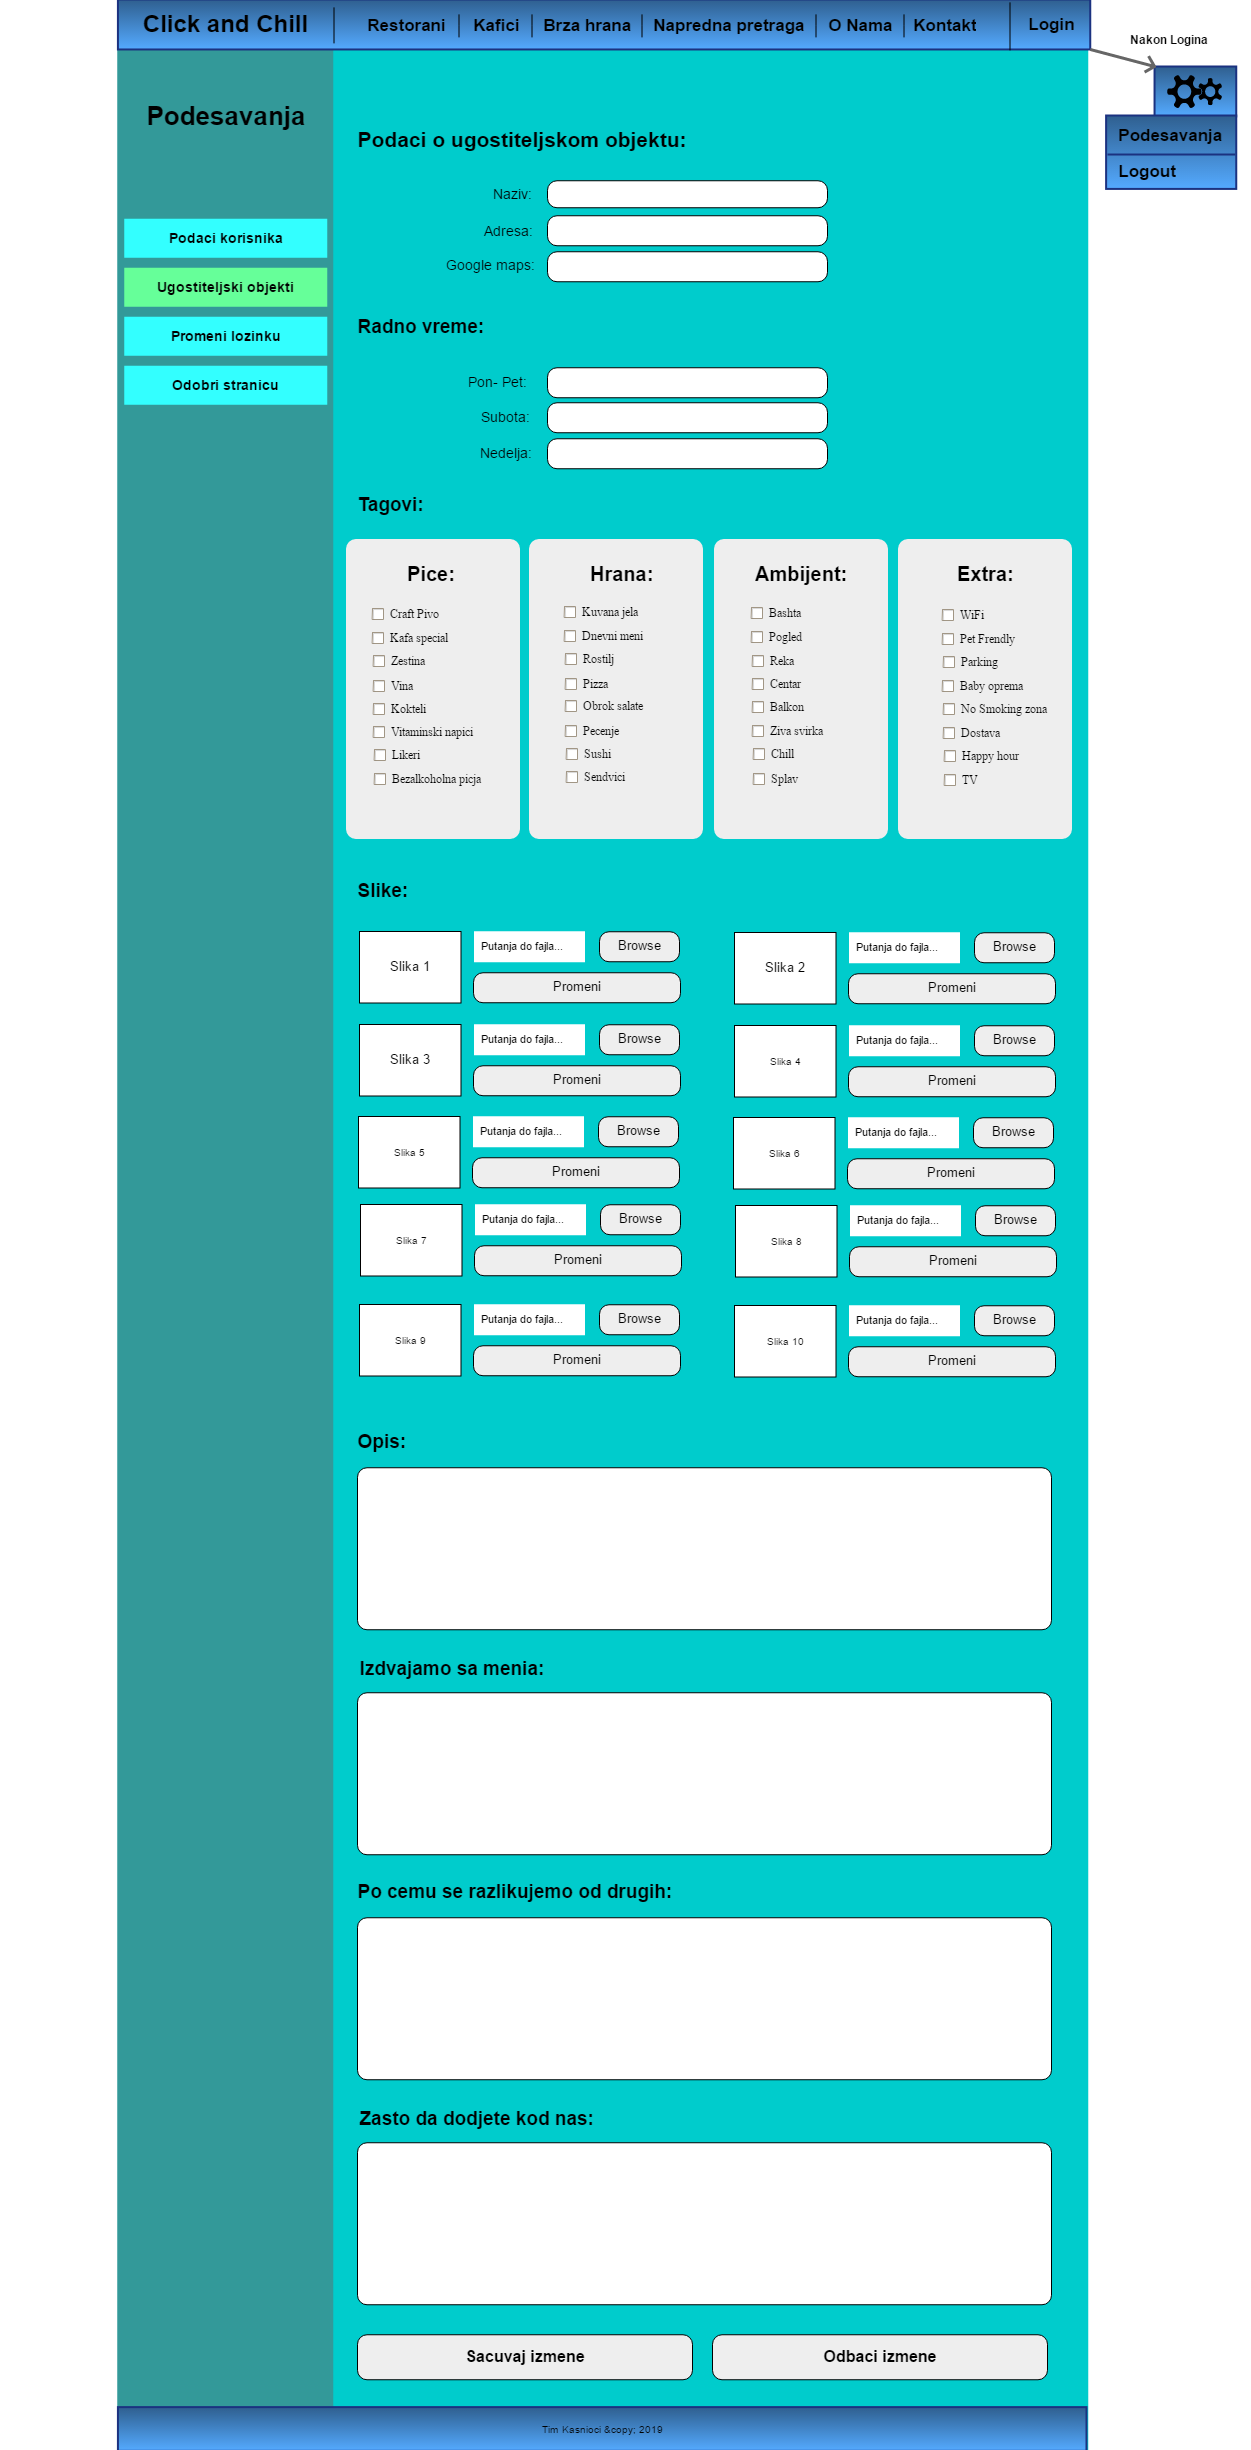 Click and Chill
Restorani
Kafici
Brza hrana
Napredna pretraga
O Nama
Kontakt
Login
Nakon Logina
Podesavanja
Logout
Podesavanja
Podaci korisnika
Ugostiteljski objekti
Promeni lozinku
Odobri stranicu
Podaci o ugostiteljskom objektu:
Naziv:
Adresa:
Google maps:
Radno vreme:
Pon- Pet:
Subota:
Nedelja:
Tagovi:
Pice:
Craft Pivo
Kafa special
Zestina
Vina
Kokteli
Vitaminski napici
Likeri
Bezalkoholna picja
Hrana:
Kuvana jela
Dnevni meni
Rostilj
Pizza
Obrok salate
Pecenje
Sushi
Sendvici
Ambijent:
Bashta
Pogled
Reka
Centar
Balkon
Ziva svirka
Chill
Splav
Extra:
WiFi
Pet Frendly
Parking
Baby oprema
No Smoking zona
Dostava
Happy hour
TV
Slike:
Slika 1
Putanja do fajla...
Browse
Promeni
Slika 2
Putanja do fajla...
Browse
Promeni
Slika 3
Putanja do fajla...
Browse
Promeni
Slika 4
Putanja do fajla...
Browse
Promeni
Slika 5
Putanja do fajla...
Browse
Promeni
Slika 6
Putanja do fajla...
Browse
Promeni
Slika 7
Putanja do fajla...
Browse
Promeni
Slika 8
Putanja do fajla...
Browse
Promeni
Slika 9
Putanja do fajla...
Browse
Promeni
Slika 10
Putanja do fajla...
Browse
Promeni
Opis:
Izdvajamo sa menia:
Po cemu se razlikujemo od drugih:
Zasto da dodjete kod nas:
Sacuvaj izmene
Odbaci izmene
Tim Kasnioci &copy; 2019